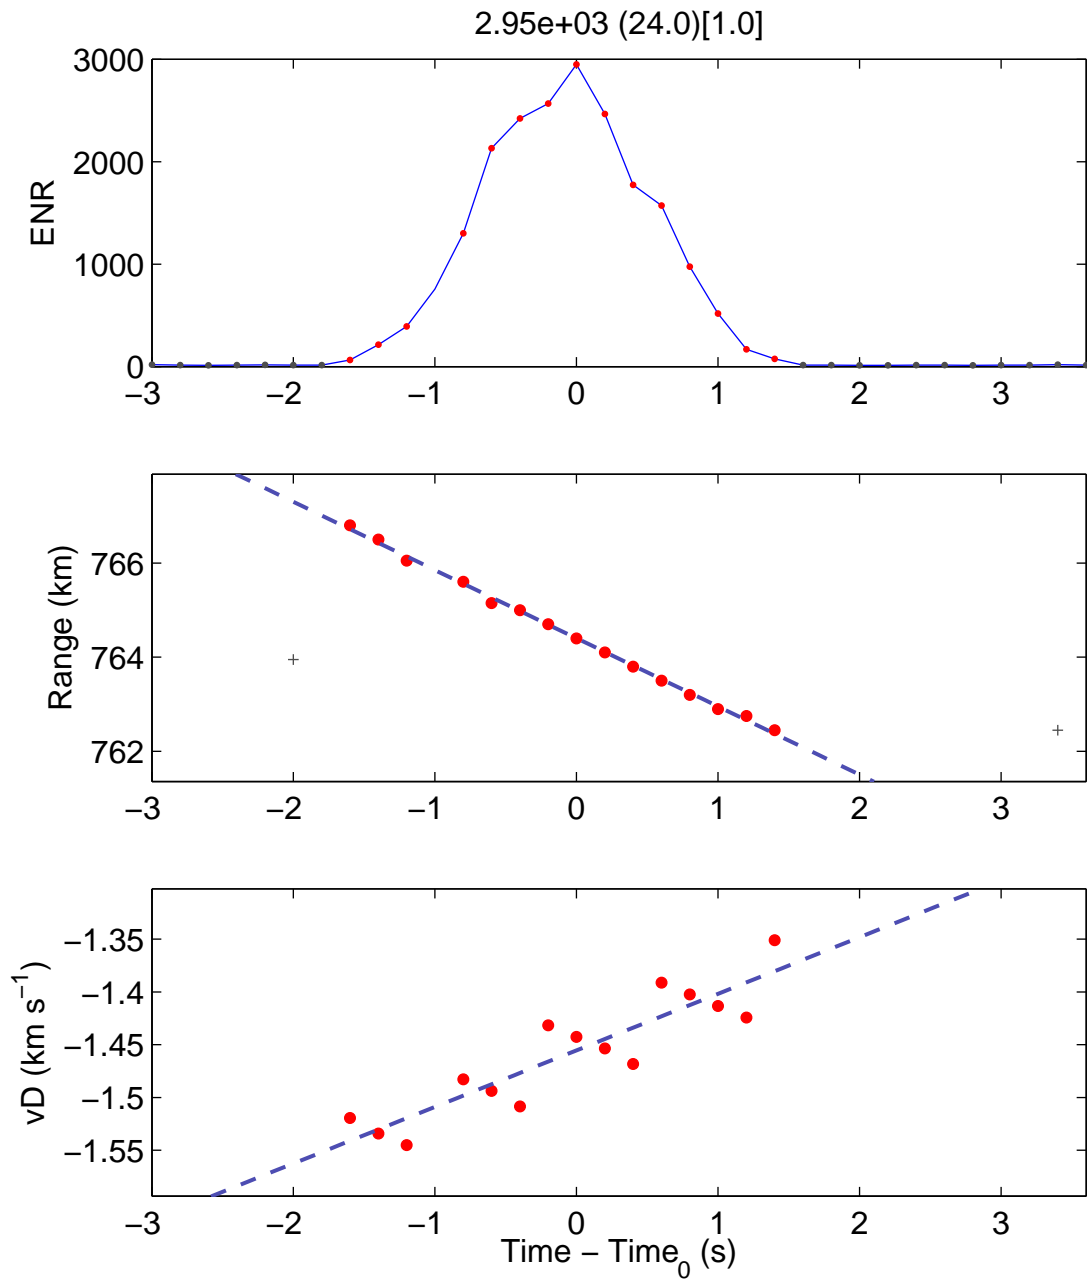 2.95e+03 (24.0)[1.0]
3000
2000
1000
0
ENR
−3 −2 −1 0 1 2 3
766
764
762
Range (km)
−3 −2 −1 0 1 2 3
−1.35
−1.4
−1.45
−1.5
−1.55
vD (km s−1)
−3 −2 −1 0 1 2 3
Time − Time0 (s)